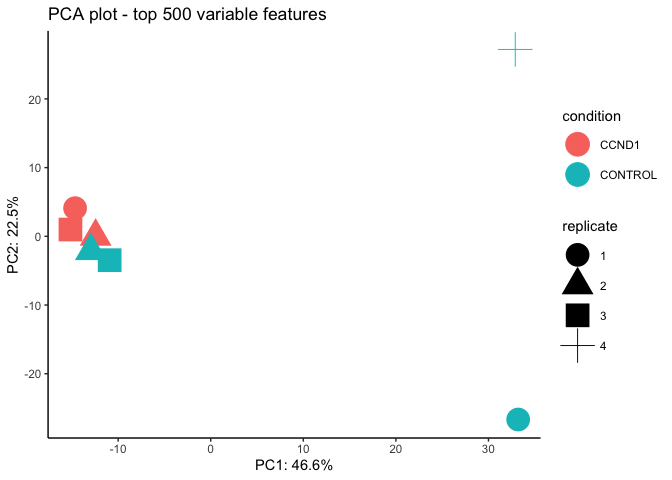 PCA plot - top 500 variable features
PC2: 22.5%
20
10
0
-10
-20
-10
0
10
20
30
PC1: 46.6%
condition
CCND1
CONTROL
replicate
1
2
3
4